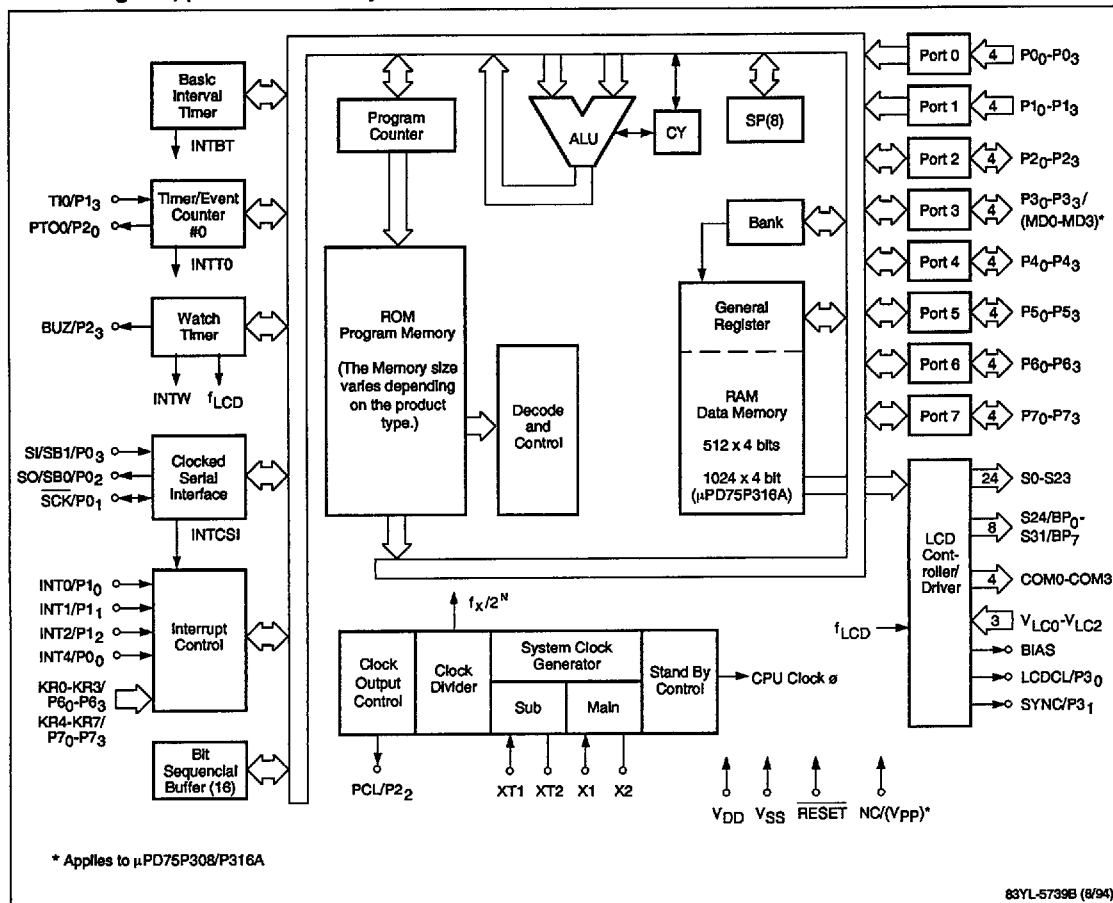 Basic
Interval
Timer
INTBT
TI0/P13
PTO0/P20
Timer/Event
Counter
#0
INTT0
BUZ/P23
Watch
Timer
INTW
fLCD
SI/SB1/P03
SO/SB0/P02
SCK/P01
Clocked
Serial
Interface
INTCSI
INT0/P10
INT1/P11
INT2/P12
INT4/P00
KR0-KR3/
P60-P63
KR4-KR7/
P70-P73
Interrupt
Control
Bit
Sequencial
Buffer (16)
Program
Counter
ALU
CY
SP(8)
Bank
ROM
Program Memory
(The Memory size
varies depending
on the product
type.)
Decode
and
Control
General
Register
RAM
Data Memory
512 x 4 bits
1024 x 4 bit
(µPD75P316A)
fX/2N
Clock
Output
Control
Clock
Divider
System Clock
Generator
Sub
Main
Stand By
Control
CPU Clock ø
PCL/P22
XT1
XT2
X1
X2
VDD
VSS
RESET
NC/(VPP)*
Port 0
4
P00-P03
Port 1
4
P10-P13
Port 2
4
P20-P23
Port 3
4
P30-P33/
(MD0-MD3)*
Port 4
4
P40-P43
Port 5
4
P50-P53
Port 6
4
P60-P63
Port 7
4
P70-P73
LCD
Cont-
roller/
Driver
fLCD
24
S0-S23
8
S24/BP0-
S31/BP7
4
COM0-COM3
3
VLC0-VLC2
BIAS
LCDCL/P30
SYNC/P31
* Applies to µPD75P308/P316A
83YL-5739B (8/94)